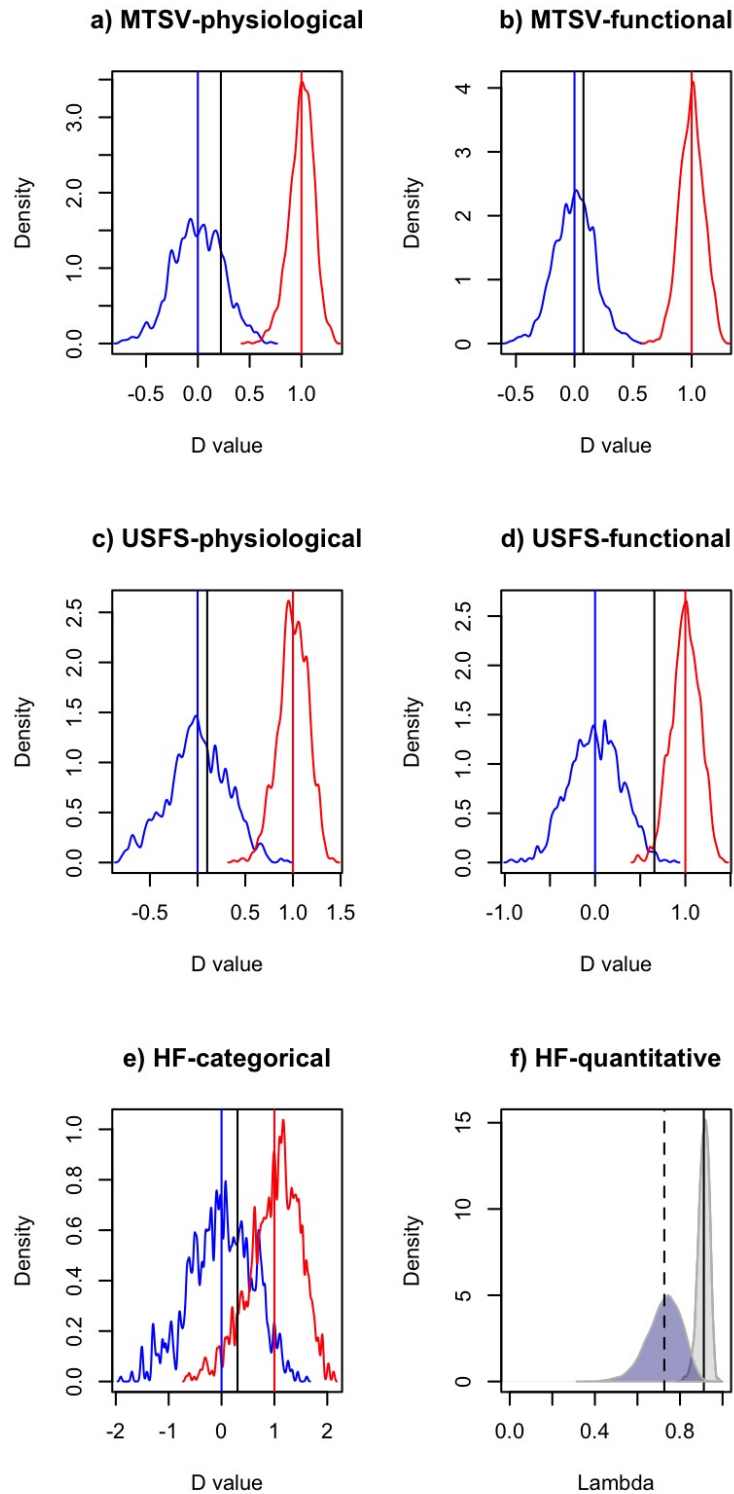 a) MTSV-physiological
Density
0.0 1.0 2.0 3.0
-0.5 0.0 0.5 1.0
D value
b) MTSV-functional
Density
0 1 2 3 4
-0.5 0.0 0.5 1.0
D value
c) USFS-physiological
Density
0.0 0.5 1.0 1.5 2.0 2.5
-0.5 0.5 1.0 1.5
D value
d) USFS-functional
Density
0.0 0.5 1.0 1.5 2.0 2.5
-1.0 0.0 1.0
D value
e) HF-categorical
Density
0.0 0.2 0.4 0.6 0.8 1.0
-2 -1 0 1 2
D value
f) HF-quantitative
Density
0 5 10 15
0.0 0.4 0.8
Lambda